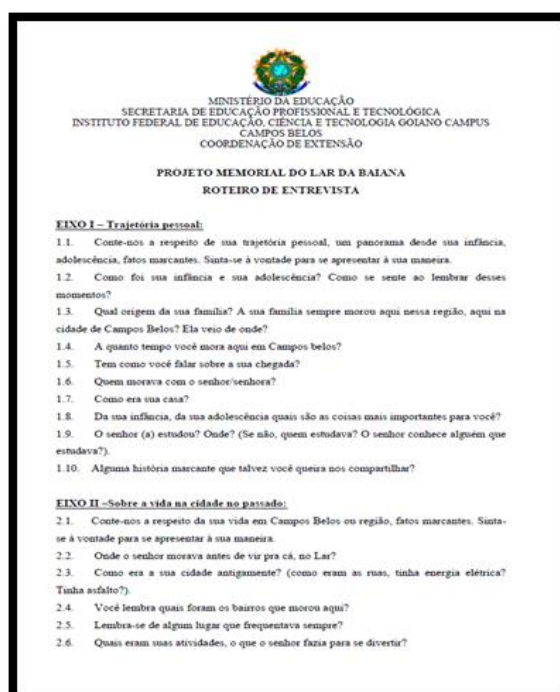 MINISTÉRIO DA EDUCAÇÃO
SECRETARIA DE EDUCAÇÃO PROFISSIONAL E TECNOLÓGICA
INSTITUTO FEDERAL DE EDUCAÇÃO, CIÊNCIA E TECNOLOGIA GOIANO CAMPUS
CAMPOS BELOS
COORDENAÇÃO DE EXTENSÃO
PROJETO MEMORIAL DO LAR DA BAIANA
ROTEIRO DE ENTREVISTA
EIXO I – Trajetória pessoal:
1.1. Conte-nos a respeito de sua trajetória pessoal, um panorama desde sua infância,
adolescência, fatos marcantes. Sinta-se à vontade para se apresentar à sua maneira.
1.2. Como foi sua infância e sua adolescência? Como se sente ao lembrar desses
momentos?
1.3. Qual origem da sua família? A sua família sempre morou aqui nessa região, aqui na
cidade de Campos Belos? Ela veio de onde?
1.4. A quanto tempo você mora aqui em Campos belos?
1.5. Tem como você falar sobre a sua chegada?
1.6. Quem morava com o senhor/senhora?
1.7. Como era sua casa?
1.8. Da sua infância, da sua adolescência quais são as coisas mais importantes para você?
1.9. O senhor (a) estudou? Onde? (Se não, quem estudava? O senhor conhece alguém que
estudava?).
1.10. Alguma história marcante que talvez você queira nos compartilhar?
EIXO II –Sobre a vida na cidade no passado:
2.1. Conte-nos a respeito da sua vida em Campos Belos ou região, fatos marcantes. Sinta-
se à vontade para se apresentar à sua maneira.
2.2. Onde o senhor morava antes de vir pra cá, no Lar?
2.3. Como era a sua cidade antigamente? (como eram as ruas, tinha energia elétrica?
Tinha asfalto?).
2.4. Você lembra quais foram os bairros que morou aqui?
2.5. Lembra-se de algum lugar que frequentava sempre?
2.6. Quais eram suas atividades, o que o senhor fazia para se divertir?